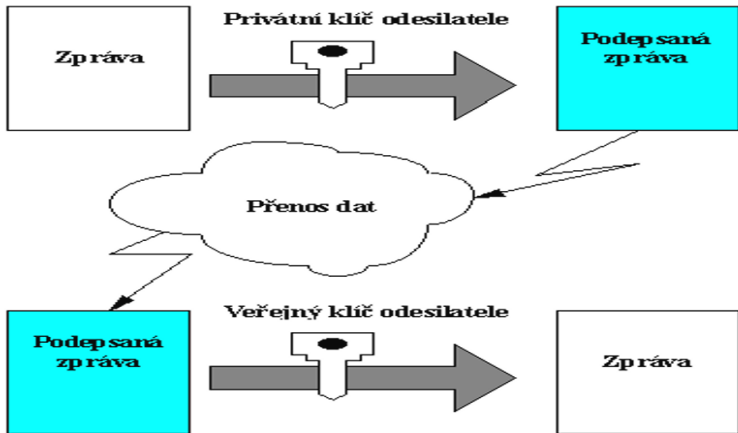 Privátní klíč odesilatele
Zpráva
Podepsaná
zpráva
Přenos dat
Veřejný klíč odesilatele
Podepsaná
zpráva
Zpráva